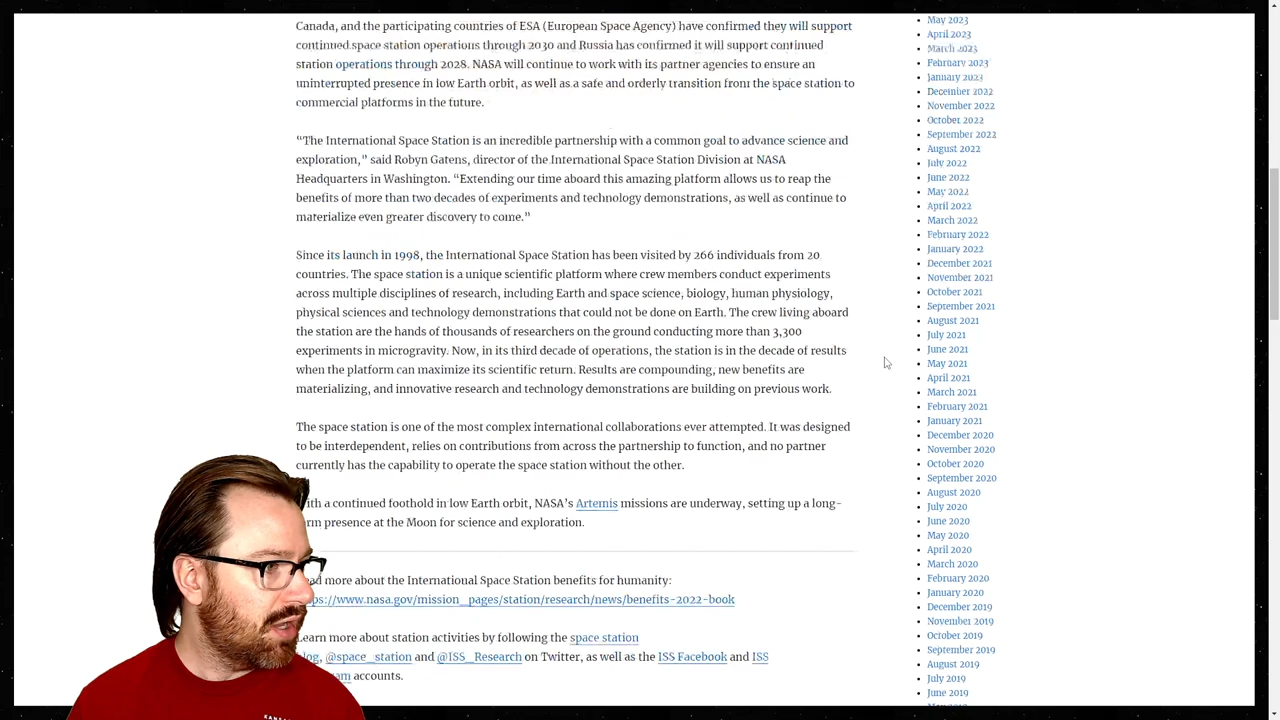 Canada, and the participating countries of ESA (European Space Agency) have confirmed they will support
continued space station operations through 2030 and Russia has confirmed it will support continued
station operations through 2028. NASA will continue to work with its partner agencies to ensure an
uninterrupted presence in low Earth orbit, as well as a safe and orderly transition from the space station to
commercial platforms in the future.
“The International Space Station is an incredible partnership with a common goal to advance science and
exploration,” said Robyn Gatens, director of the International Space Station Division at NASA
Headquarters in Washington. “Extending our time aboard this amazing platform allows us to reap the
benefits of more than two decades of experiments and technology demonstrations, as well as continue to
materialize even greater discovery to come.”
Since its launch in 1998, the International Space Station has been visited by 266 individuals from 20
countries. The space station is a unique scientific platform where crew members conduct experiments
across multiple disciplines of research, including Earth and space science, biology, human physiology,
physical sciences and technology demonstrations that could not be done on Earth. The crew living aboard
the station are the hands of thousands of researchers on the ground conducting more than 3,300
experiments in microgravity. Now, in its third decade of operations, the station is in the decade of results
when the platform can maximize its scientific return. Results are compounding, new benefits are
materializing, and innovative research and technology demonstrations are building on previous work.
The space station is one of the most complex international collaborations ever attempted. It was designed
to be interdependent, relies on contributions from across the partnership to function, and no partner
currently has the capability to operate the space station without the other.
ith a continued foothold in low Earth orbit, NASA’s Artemis missions are underway, setting up a long-
rm presence at the Moon for science and exploration.
ad more about the International Space Station benefits for humanity:
ps://www.nasa.gov/mission_pages/station/research/news/benefits-2022-book
Learn more about station activities by following the space station
log, @space_station and @ISS_Research on Twitter, as well as the ISS Facebook and ISS
am accounts.
May 2023
April 2023
March 2023
February 2023
January 2023
December 2022
November 2022
October 2022
September 2022
August 2022
July 2022
June 2022
May 2022
April 2022
March 2022
February 2022
January 2022
December 2021
November 2021
October 2021
September 2021
August 2021
July 2021
June 2021
May 2021
April 2021
March 2021
February 2021
January 2021
December 2020
November 2020
October 2020
September 2020
August 2020
July 2020
June 2020
May 2020
April 2020
March 2020
February 2020
January 2020
December 2019
November 2019
October 2019
September 2019
August 2019
July 2019
June 2019